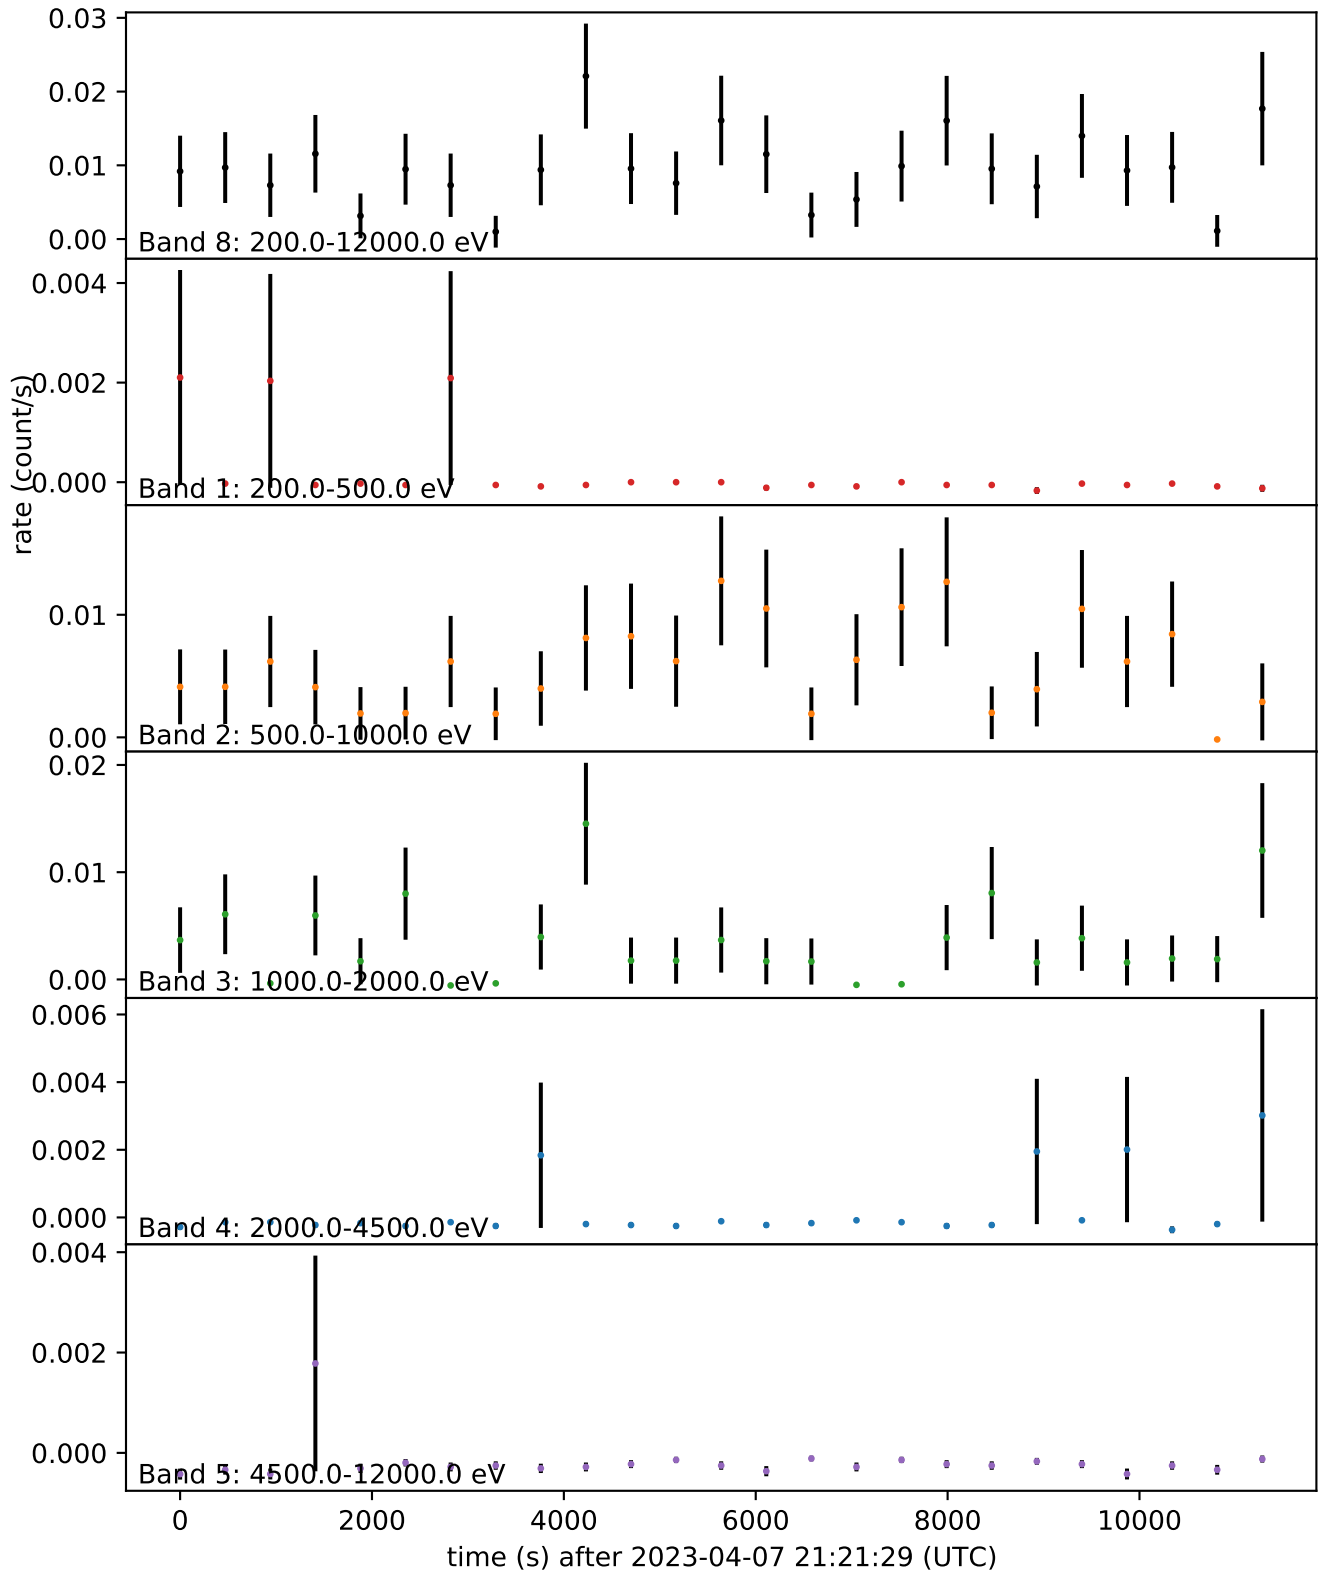 0.03
0.02
0.01
0.00
Band 8: 200.0-12000.0 eV
0.004
0.002
0.000
Band 1: 200.0-500.0 eV
rate (count/s)
0.01
0.00
Band 2: 500.0-1000.0 eV
0.02
0.01
0.00
Band 3: 1000.0-2000.0 eV
0.006
0.004
0.002
0.000
Band 4: 2000.0-4500.0 eV
0.004
0.002
0.000
Band 5: 4500.0-12000.0 eV
0 2000 4000 6000 8000 10000
time (s) after 2023-04-07 21:21:29 (UTC)